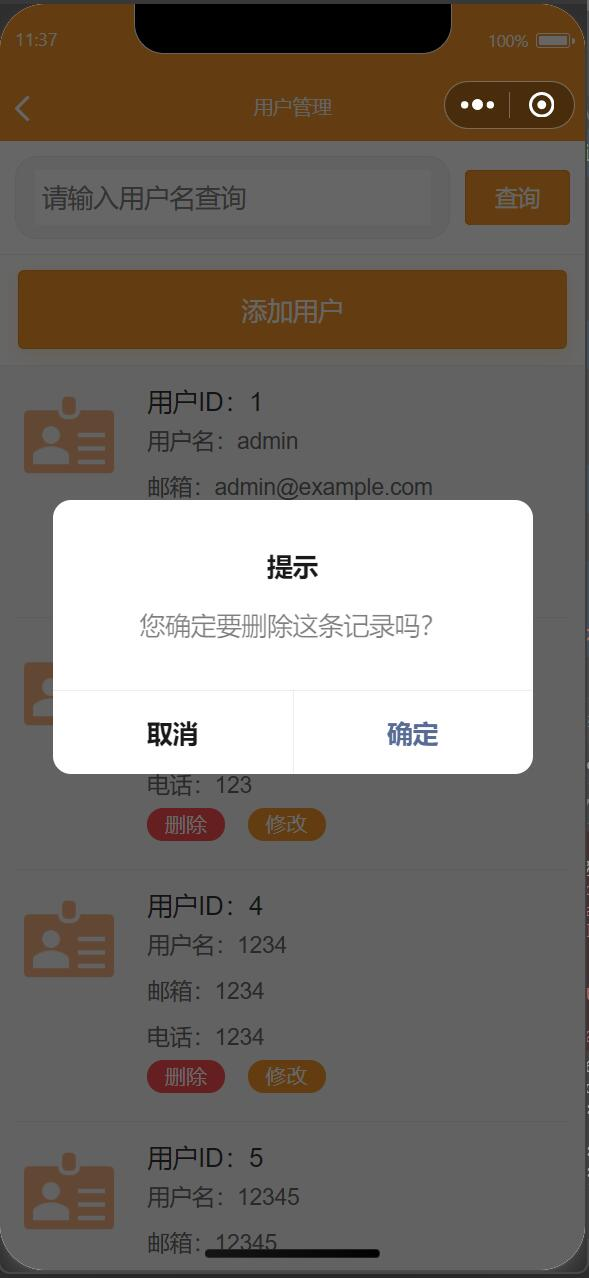 11:37
100%
用户管理
请输入用户名查询
查询
添加用户
用户ID：1
用户名：admin
邮箱：admin@example.com
提示
您确定要删除这条记录吗?
取消
确定
电话：123
删除
修改
用户ID：4
用户名：1234
邮箱：1234
电话：1234
删除
修改
用户ID：5
用户名：12345
邮箱：12345